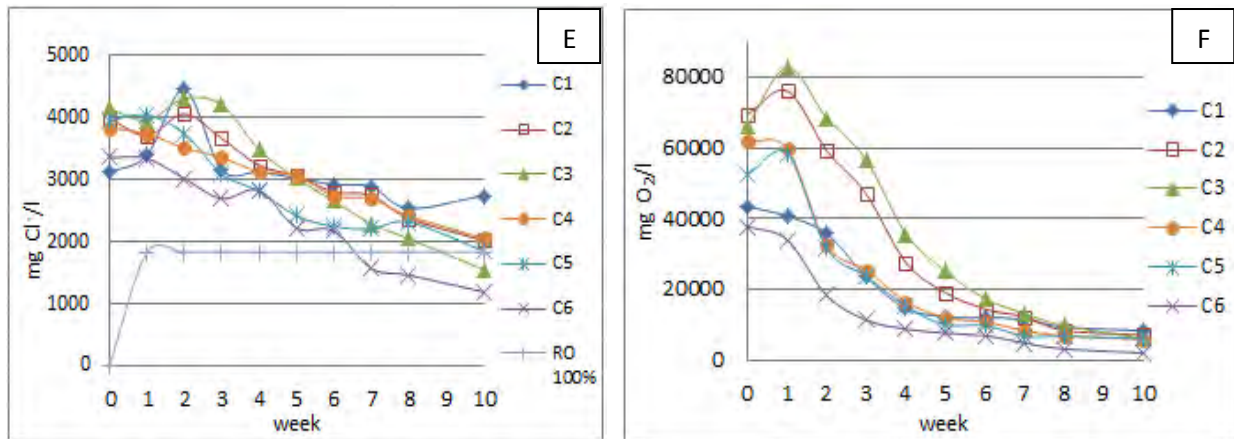 E
5000
4000
3000
2000
1000
0
mg Cl⁻/l
0 1 2 3 4 5 6 7 8 9 10
week
C1
C2
C3
C4
C5
C6
RO
100%
F
80000
60000
40000
20000
0
mg O₂/l
0 1 2 3 4 5 6 7 8 9 10
week
C1
C2
C3
C4
C5
C6